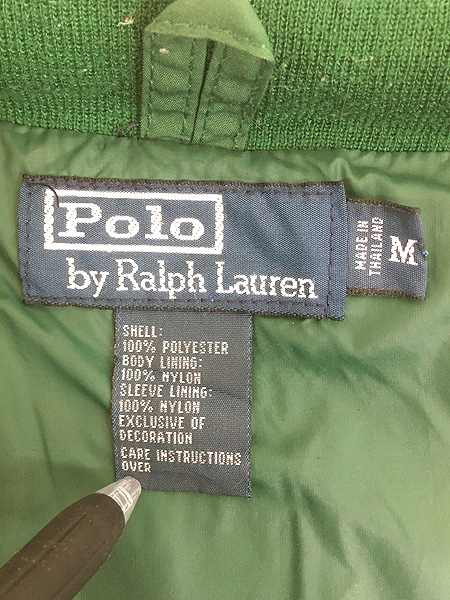 Polo
by Ralph Lauren
MADE IN
THAILAND
M
SHELL:
100% POLYESTER
BODY LINING:
100% NYLON
SLEEVE LINING:
100% NYLON
EXCLUSIVE OF
DECORATION
CARE INSTRUCTIONS
OVER